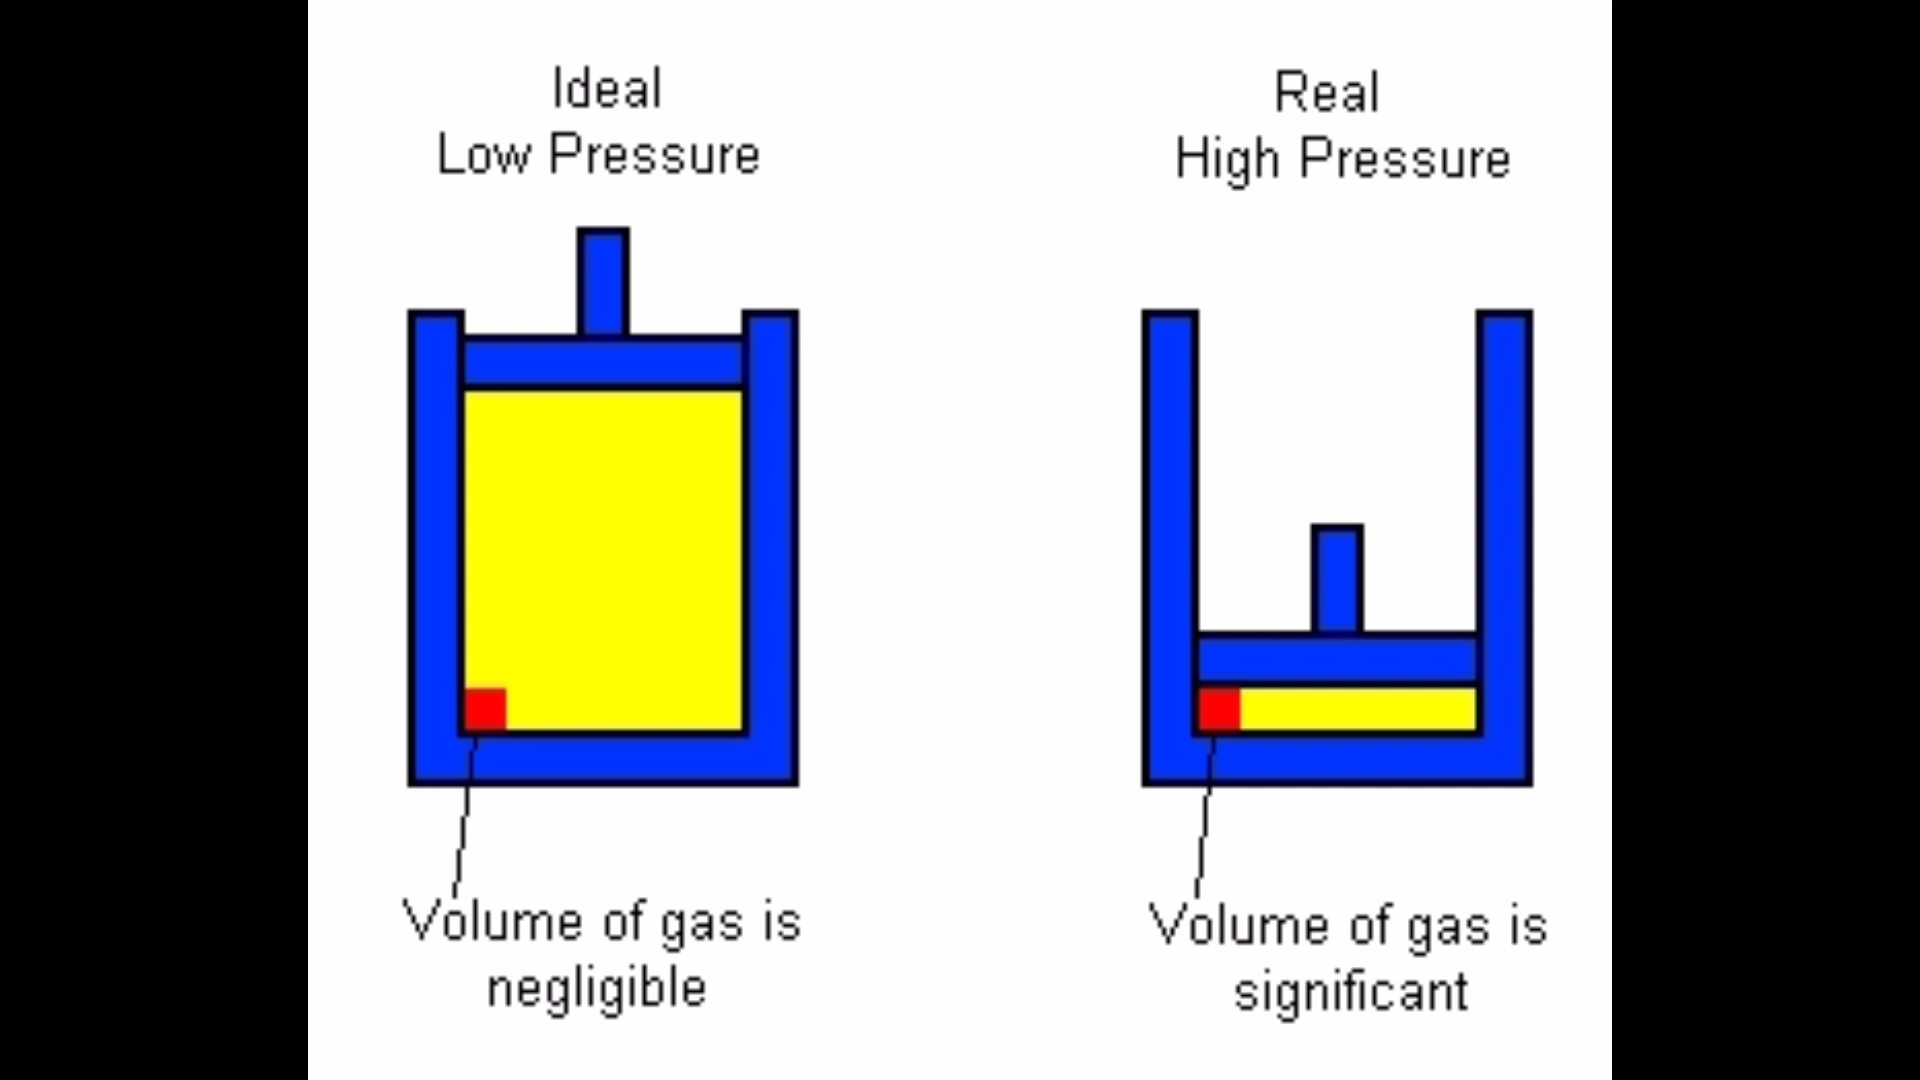 Ideal
Low Pressure
Real
High Pressure
Volume of gas is
negligible
Volume of gas is
significant